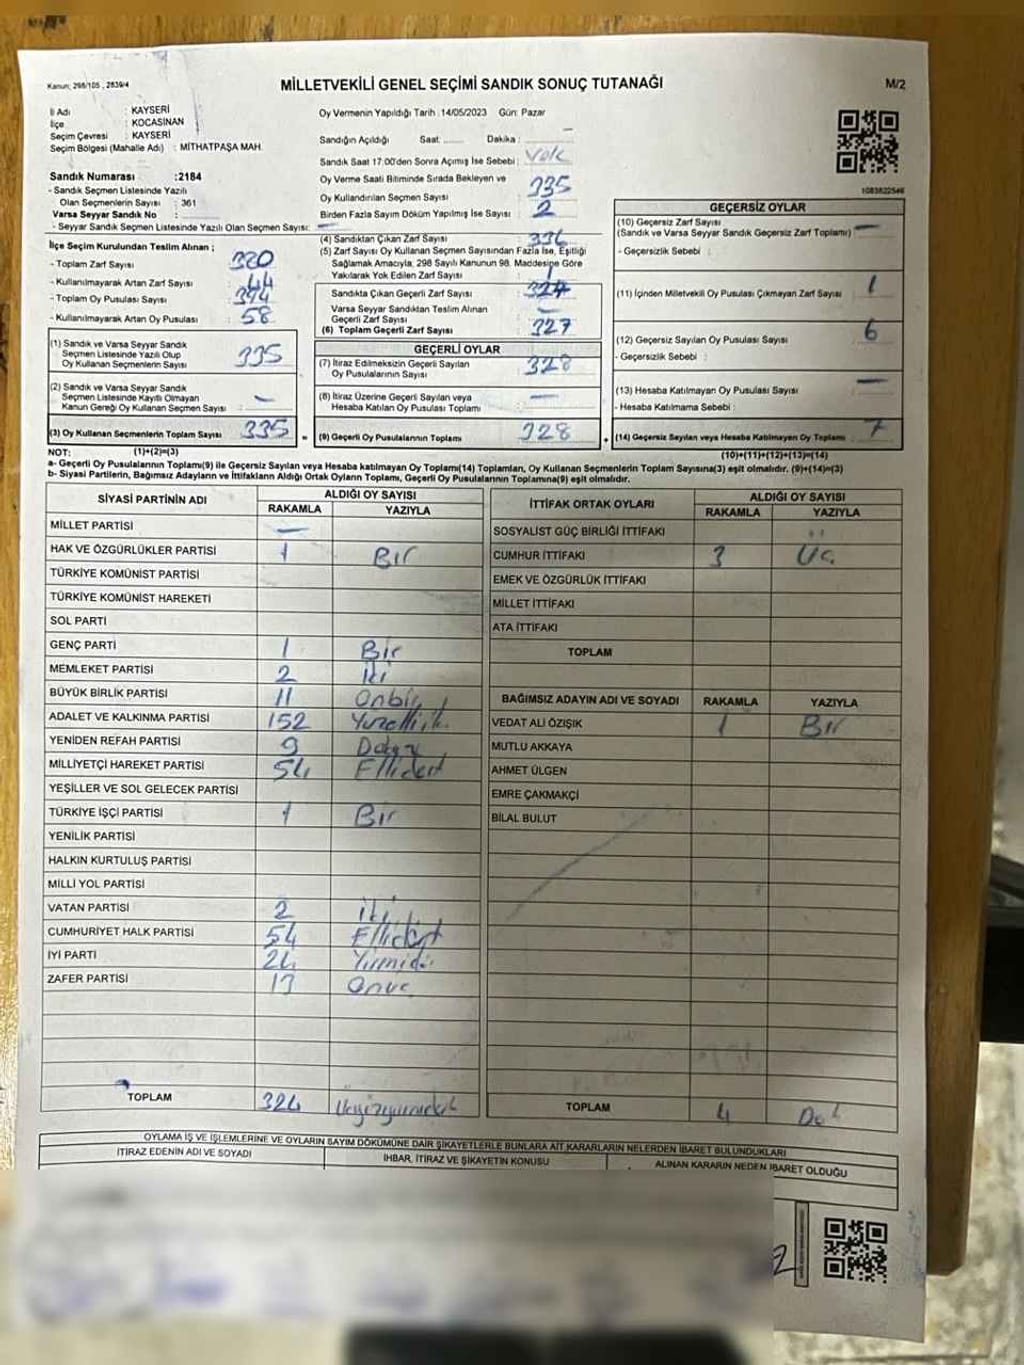 Kanun; 298/105 , 2839/4
MİLLETVEKİLİ GENEL SEÇİMİ SANDIK SONUÇ TUTANAĞI
M/2
İl Adı : KAYSERİ
İlçe : KOCASİNAN
Seçim Çevresi : KAYSERİ
Seçim Bölgesi (Mahalle Adı) : MİTHATPAŞA MAH.
Sandık Numarası :2184
- Sandık Seçmen Listesinde Yazılı
Olan Seçmenlerin Sayısı : 361
Varsa Seyyar Sandık No :
- Seyyar Sandık Seçmen Listesinde Yazılı Olan Seçmen Sayısı: —
Oy Vermenin Yapıldığı Tarih :14/05/2023 Gün: Pazar
Sandığın Açıldığı Saat: Dakika: —
Sandık Saat 17:00'den Sonra Açımış İse Sebebi : Yok
Oy Verme Saati Bitiminde Sırada Bekleyen ve
Oy Kullandırılan Seçmen Sayısı : 335
Birden Fazla Sayım Döküm Yapılmış İse Sayısı : 2
1083822546
İlçe Seçim Kurulundan Teslim Alınan ;
- Toplam Zarf Sayısı : 320
- Kullanılmayarak Artan Zarf Sayısı : 44
- Toplam Oy Pusulası Sayısı : 394
- Kullanılmayarak Artan Oy Pusulası : 58
(1) Sandık ve Varsa Seyyar Sandık
Seçmen Listesinde Yazılı Olup
Oy Kullanan Seçmenlerin Sayısı : 335
(2) Sandık ve Varsa Seyyar Sandık
Seçmen Listesinde Kayıtlı Olmayan
Kanun Gereği Oy Kullanan Seçmen Sayısı : —
(3) Oy Kullanan Seçmenlerin Toplam Sayısı : 335
(4) Sandıktan Çıkan Zarf Sayısı : 336
(5) Zarf Sayısı Oy Kullanan Seçmen Sayısından Fazla İse, Eşitliği
Sağlamak Amacıyla, 298 Sayılı Kanunun 98. Maddesine Göre
Yakılarak Yok Edilen Zarf Sayısı : 1
Sandıkta Çıkan Geçerli Zarf Sayısı : 327
Varsa Seyyar Sandıktan Teslim Alınan
Geçerli Zarf Sayısı : —
(6) Toplam Geçerli Zarf Sayısı : 327
GEÇERLİ OYLAR
(7) İtiraz Edilmeksizin Geçerli Sayılan
Oy Pusulalarının Sayısı : 328
(8) İtiraz Üzerine Geçerli Sayılan veya
Hesaba Katılan Oy Pusulası Toplamı : —
(9) Geçerli Oy Pusulalarının Toplamı : 328
GEÇERSİZ OYLAR
(10) Geçersiz Zarf Sayısı
(Sandık ve Varsa Seyyar Sandık Geçersiz Zarf Toplamı) —
- Geçersizlik Sebebi :
(11) İçinden Milletvekili Oy Pusulası Çıkmayan Zarf Sayısı : 1
(12) Geçersiz Sayılan Oy Pusulası Sayısı : 6
- Geçersizlik Sebebi :
(13) Hesaba Katılmayan Oy Pusulası Sayısı : —
- Hesaba Katılmama Sebebi :
(14) Geçersiz Sayılan veya Hesaba Katılmayan Oy Toplamı : 7
NOT: (1)+(2)=(3) (10)+(11)+(12)+(13)=(14)
a- Geçerli Oy Pusulalarının Toplamı(9) ile Geçersiz Sayılan veya Hesaba katılmayan Oy Toplamı(14) Toplamları, Oy Kullanan Seçmenlerin Toplam Sayısına(3) eşit olmalıdır. (9)+(14)=(3)
b- Siyasi Partilerin, Bağımsız Adayların ve İttifakların Aldığı Ortak Oyların Toplamı, Geçerli Oy Pusulalarının Toplamına(9) eşit olmalıdır.
SİYASİ PARTİNİN ADI ALDIĞI OY SAYISI
RAKAMLA YAZIYLA
MİLLET PARTİSİ —
HAK VE ÖZGÜRLÜKLER PARTİSİ 1 Bir
TÜRKİYE KOMÜNİST PARTİSİ
TÜRKİYE KOMÜNİST HAREKETİ
SOL PARTİ
GENÇ PARTİ 1 Bir
MEMLEKET PARTİSİ 2 İki
BÜYÜK BİRLİK PARTİSİ 11 Onbir
ADALET VE KALKINMA PARTİSİ 152
YENİDEN REFAH PARTİSİ 9 Dokuz
MİLLİYETÇİ HAREKET PARTİSİ 54 Ellidört
YEŞİLLER VE SOL GELECEK PARTİSİ
TÜRKİYE İŞÇİ PARTİSİ 1 Bir
YENİLİK PARTİSİ
HALKIN KURTULUŞ PARTİSİ
MİLLİ YOL PARTİSİ
VATAN PARTİSİ 2 İki
CUMHURİYET HALK PARTİSİ 54 Ellidört
İYİ PARTİ 24 Yirmidör
ZAFER PARTİSİ 13 Onüç
TOPLAM 324
İTTİFAK ORTAK OYLARI ALDIĞI OY SAYISI
RAKAMLA YAZIYLA
SOSYALİST GÜÇ BİRLİĞİ İTTİFAKI
CUMHUR İTTİFAKI 3 Üç
EMEK VE ÖZGÜRLÜK İTTİFAKI
MİLLET İTTİFAKI
ATA İTTİFAKI
TOPLAM
BAĞIMSIZ ADAYIN ADI VE SOYADI RAKAMLA YAZIYLA
VEDAT ALİ ÖZIŞIK 1 Bir
MUTLU AKKAYA
AHMET ÜLGEN
EMRE ÇAKMAKÇİ
BİLAL BULUT
TOPLAM 4
OYLAMA İŞ VE İŞLEMLERİNE VE OYLARIN SAYIM DÖKÜMÜNE DAİR ŞİKAYETLERLE BUNLARA AİT KARARLARIN NELERDEN İBARET BULUNDUKLARI
İTİRAZ EDENİN ADI VE SOYADI İHBAR, İTİRAZ VE ŞİKAYETİN KONUSU ALINAN KARARIN NEDEN İBARET OLDUĞU